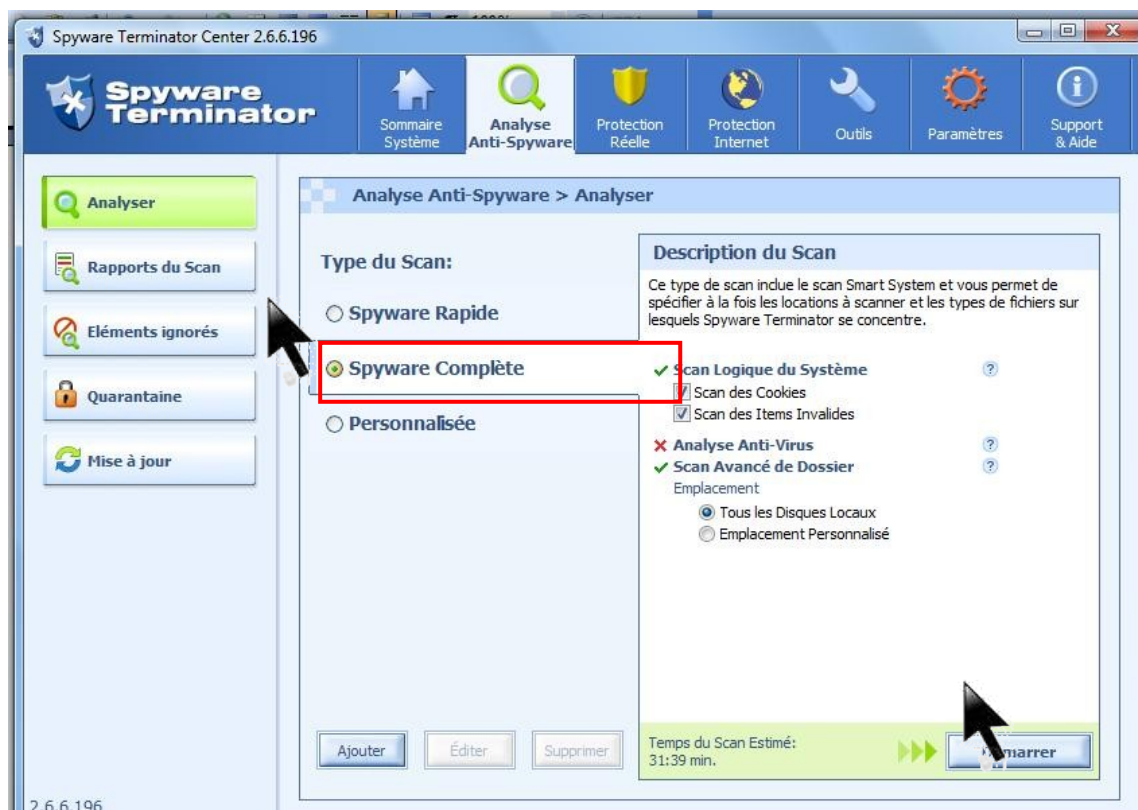 Spyware Terminator Center 2.6.6.196
Spyware
Terminator
Sommaire
Système
Analyse
Anti-Spyware
Protection
Réelle
Protection
Internet
Outils
Paramètres
Support
& Aide
Analyser
Rapports du Scan
Eléments ignorés
Quarantaine
Mise à jour
Analyse Anti-Spyware > Analyser
Type du Scan:
Spyware Rapide
Spyware Complète
Personnalisée
Ajouter
Éditer
Supprimer
Description du Scan
Ce type de scan inclue le scan Smart System et vous permet de
spécifier à la fois les locations à scanner et les types de fichiers sur
lesquels Spyware Terminator se concentre.
Scan Logique du Système
Scan des Cookies
Scan des Items Invalides
Analyse Anti-Virus
Scan Avancé de Dossier
Emplacement
Tous les Disques Locaux
Emplacement Personnalisé
Temps du Scan Estimé:
31:39 min.
Démarrer
2.6.6.196